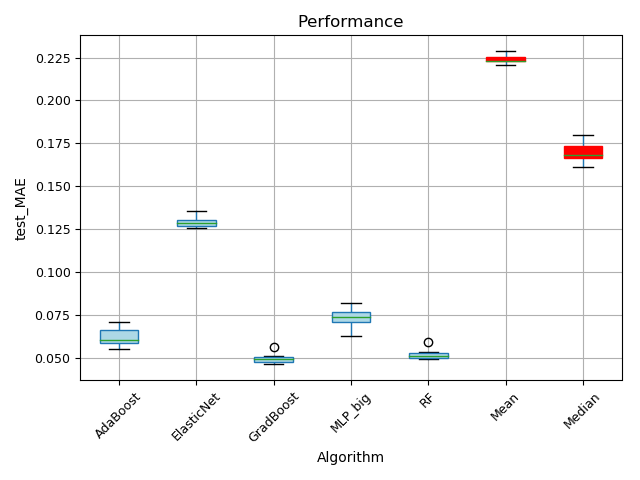 Performance
test_MAE
0.225
0.200
0.175
0.150
0.125
0.100
0.075
0.050
AdaBoost
ElasticNet
GradBoost
MLP_big
RF
Mean
Median
Algorithm